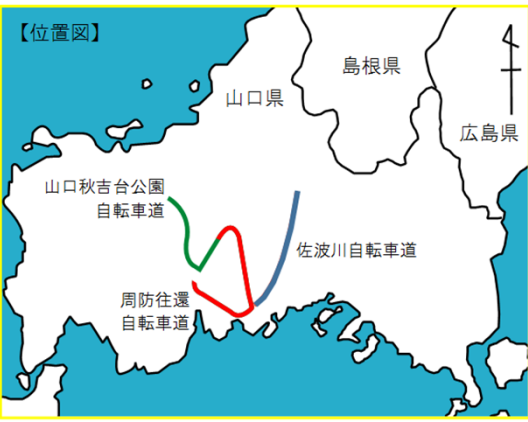 【位置図】
島根県
山口県
広島県
山口秋吉台公園
自転車道
佐波川自転車道
周防往還
自転車道